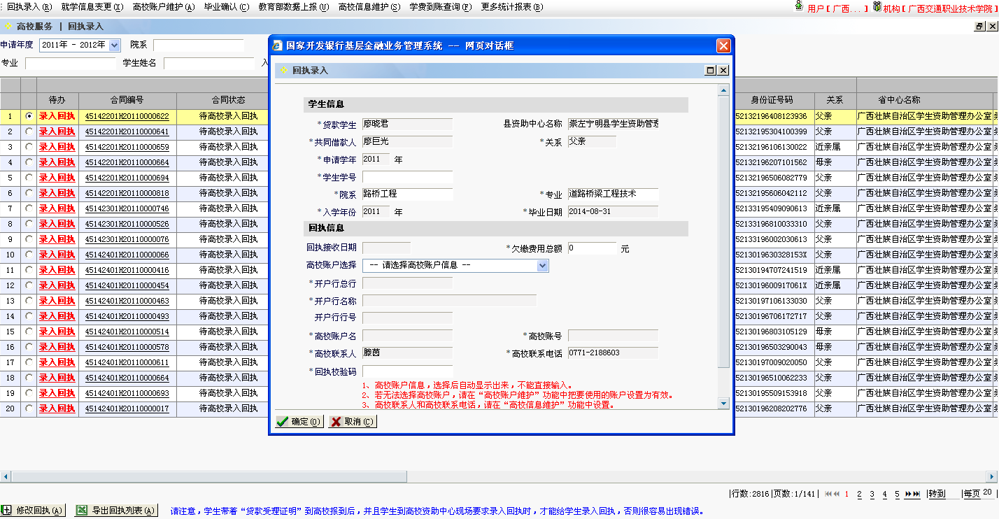 回执录入(R) 就学信息变更(X) 高校账户维护(A) 毕业确认(C) 教育部数据上报(U) 高校信息维护(S) 学费到账查询(F) 更多统计报表(B) 用户[广西...] 机构[广西交通职业技术学院]
高校服务 | 回执录入
申请年度 2011年 - 2012年 院系
专业 学生姓名 入
待办 合同编号 合同状态 身份证号码 关系 省中心名称
1 录入回执 45142201H20110000622 待高校录入回执 52132196408123936 父亲 广西壮族自治区学生资助管理办公室
2 录入回执 45142201H20110000641 待高校录入回执 52132195304100399 父亲 广西壮族自治区学生资助管理办公室
3 录入回执 45142201H20110000659 待高校录入回执 52132196106130022 近亲属 广西壮族自治区学生资助管理办公室
4 录入回执 45142201H20110000664 待高校录入回执 52132196207101562 母亲 广西壮族自治区学生资助管理办公室
5 录入回执 45142201H20110000694 待高校录入回执 52132196506082779 父亲 广西壮族自治区学生资助管理办公室
6 录入回执 45142201H20110000818 待高校录入回执 52132195606042112 父亲 广西壮族自治区学生资助管理办公室
7 录入回执 45142301H20110000746 待高校录入回执 52133195409090613 近亲属 广西壮族自治区学生资助管理办公室
8 录入回执 45142301H20110000526 待高校录入回执 52133196810033310 父亲 广西壮族自治区学生资助管理办公室
9 录入回执 45142301H20110000076 待高校录入回执 52133196002030613 父亲 广西壮族自治区学生资助管理办公室
10 录入回执 45142401H20110000066 待高校录入回执 5213019630328153X 父亲 广西壮族自治区学生资助管理办公室
11 录入回执 45142401H20110000416 待高校录入回执 52130194707241519 近亲属 广西壮族自治区学生资助管理办公室
12 录入回执 45142401H20110000454 待高校录入回执 5213019600917061X 近亲属 广西壮族自治区学生资助管理办公室
13 录入回执 45142401H20110000463 待高校录入回执 52130197106133030 父亲 广西壮族自治区学生资助管理办公室
14 录入回执 45142401H20110000493 待高校录入回执 52130196706172717 父亲 广西壮族自治区学生资助管理办公室
15 录入回执 45142401H20110000514 待高校录入回执 52130196803105129 母亲 广西壮族自治区学生资助管理办公室
16 录入回执 45142401H20110000578 待高校录入回执 52130196503290043 母亲 广西壮族自治区学生资助管理办公室
17 录入回执 45142401H20110000611 待高校录入回执 52130197009020050 父亲 广西壮族自治区学生资助管理办公室
18 录入回执 45142401H20110000664 待高校录入回执 52130196510062233 父亲 广西壮族自治区学生资助管理办公室
19 录入回执 45142401H20110000693 待高校录入回执 52130195509153918 父亲 广西壮族自治区学生资助管理办公室
20 录入回执 45142401H20110000017 待高校录入回执 52130196208202776 父亲 广西壮族自治区学生资助管理办公室
国家开发银行基层金融业务管理系统 -- 网页对话框
回执录入
学生信息
*贷款学生 廖晓君 县资助中心名称 崇左宁明县学生资助管理
*共同借款人 廖巨光 *关系 父亲
*申请学年 2011 年
*学生学号
*院系 路桥工程 *专业 道路桥梁工程技术
*入学年份 2011 年 *毕业日期 2014-08-31
回执信息
回执接收日期 *欠缴费用总额 0 元
高校账户选择 -- 请选择高校账户信息 --
*开户行总行
*开户行名称
开户行行号
*高校账户名 *高校账号
*高校联系人 滕茵 *高校联系电话 0771-2188603
*回执校验码
1、高校账户信息，选择后自动显示出来，不能直接输入。
2、若无法选择高校账户，请在“高校账户维护”功能中把要使用的账户设置为有效。
3、高校联系人和高校联系电话，请在“高校信息维护”功能中设置。
确定(O) 取消(C)
|行数:2816|页数:1/141| 1 2 3 4 5 |转到 |每页 20
修改回执(A) 导出回执列表(A) 请注意，学生带着“贷款受理证明”到高校报到后，并且学生到高校资助中心现场要求录入回执时，才能给学生录入回执，否则很容易出现错误。